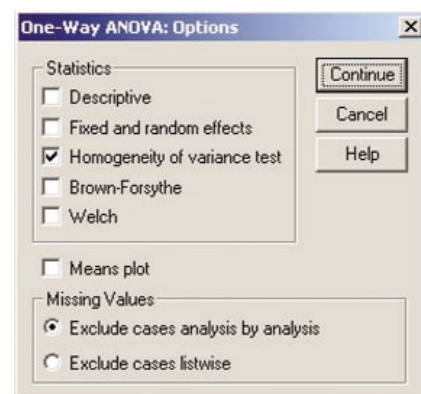 One-Way ANOVA: Options
Statistics
Descriptive
Fixed and random effects
Homogeneity of variance test
Brown-Forsythe
Welch
Means plot
Missing Values
Exclude cases analysis by analysis
Exclude cases listwise
Continue
Cancel
Help